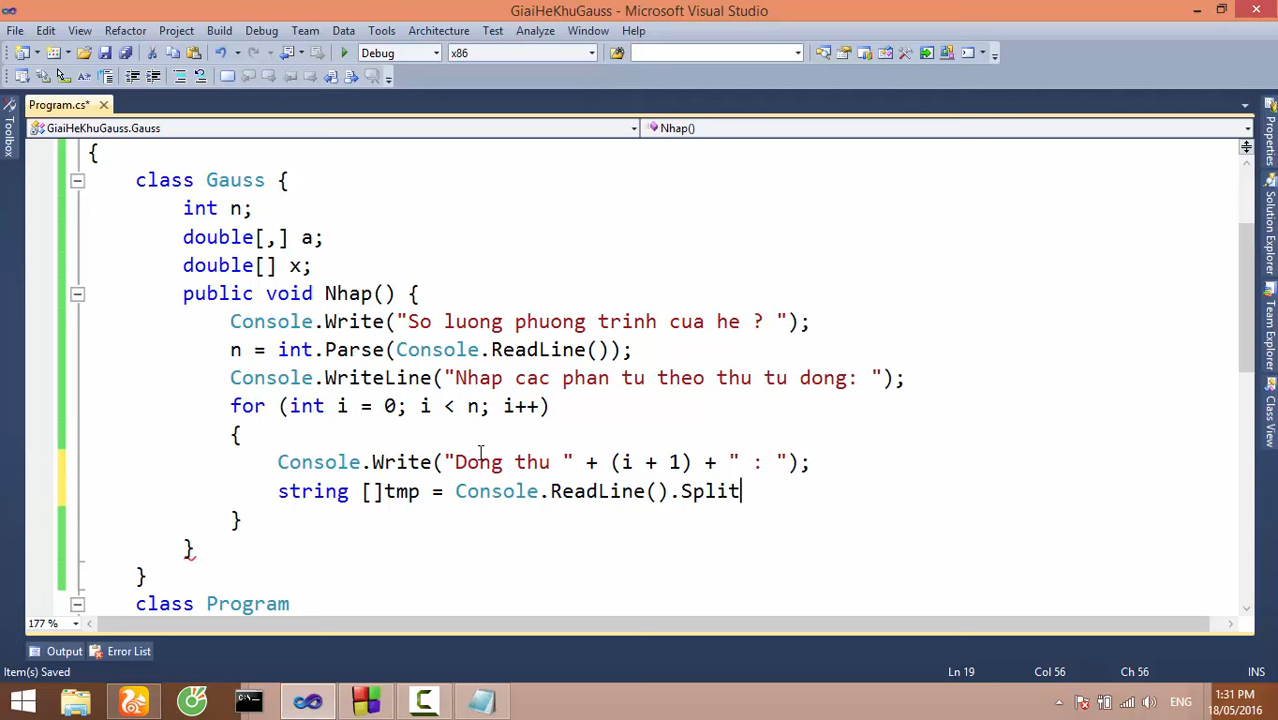 GiaiHeKhuGauss - Microsoft Visual Studio
File Edit View Refactor Project Build Debug Team Data Tools Architecture Test Analyze Window Help
Debug x86
Program.cs* ×
Toolbox
GiaiHeKhuGauss.Gauss Nhap()
{
class Gauss {
int n;
double[,] a;
double[] x;
public void Nhap() {
Console.Write("So luong phuong trinh cua he ? ");
n = int.Parse(Console.ReadLine());
Console.WriteLine("Nhap cac phan tu theo thu tu dong: ");
for (int i = 0; i < n; i++)
{
Console.Write("Dong thu " + (i + 1) + " : ");
string []tmp = Console.ReadLine().Split
}
}
}
class Program
Properties
Solution Explorer
Team Explorer
Class View
177 %
Output Error List
Item(s) Saved Ln 19 Col 56 Ch 56 INS
ENG
1:31 PM
18/05/2016